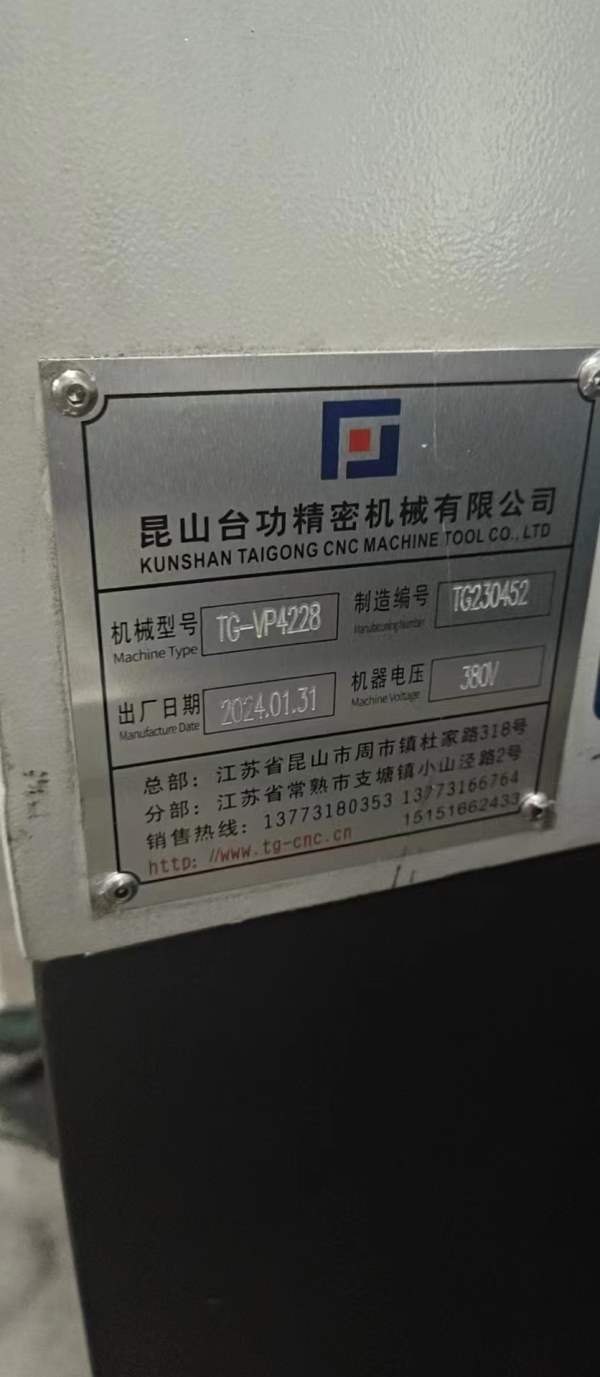 昆山台功精密机械有限公司
KUNSHAN TAIGONG CNC MACHINE TOOL CO., LTD
机械型号 TG-VP4228 制造编号 TG230452
Machine Type Manufacturing Number
出厂日期 2024.01.31 机器电压 380V
Manufacture Date Machine Voltage
总部：江苏省昆山市周市镇杜家路318号
分部：江苏省常熟市支塘镇小山泾路2号
销售热线：13773180353 13773166764
http://www.tg-cnc.cn 15151662433